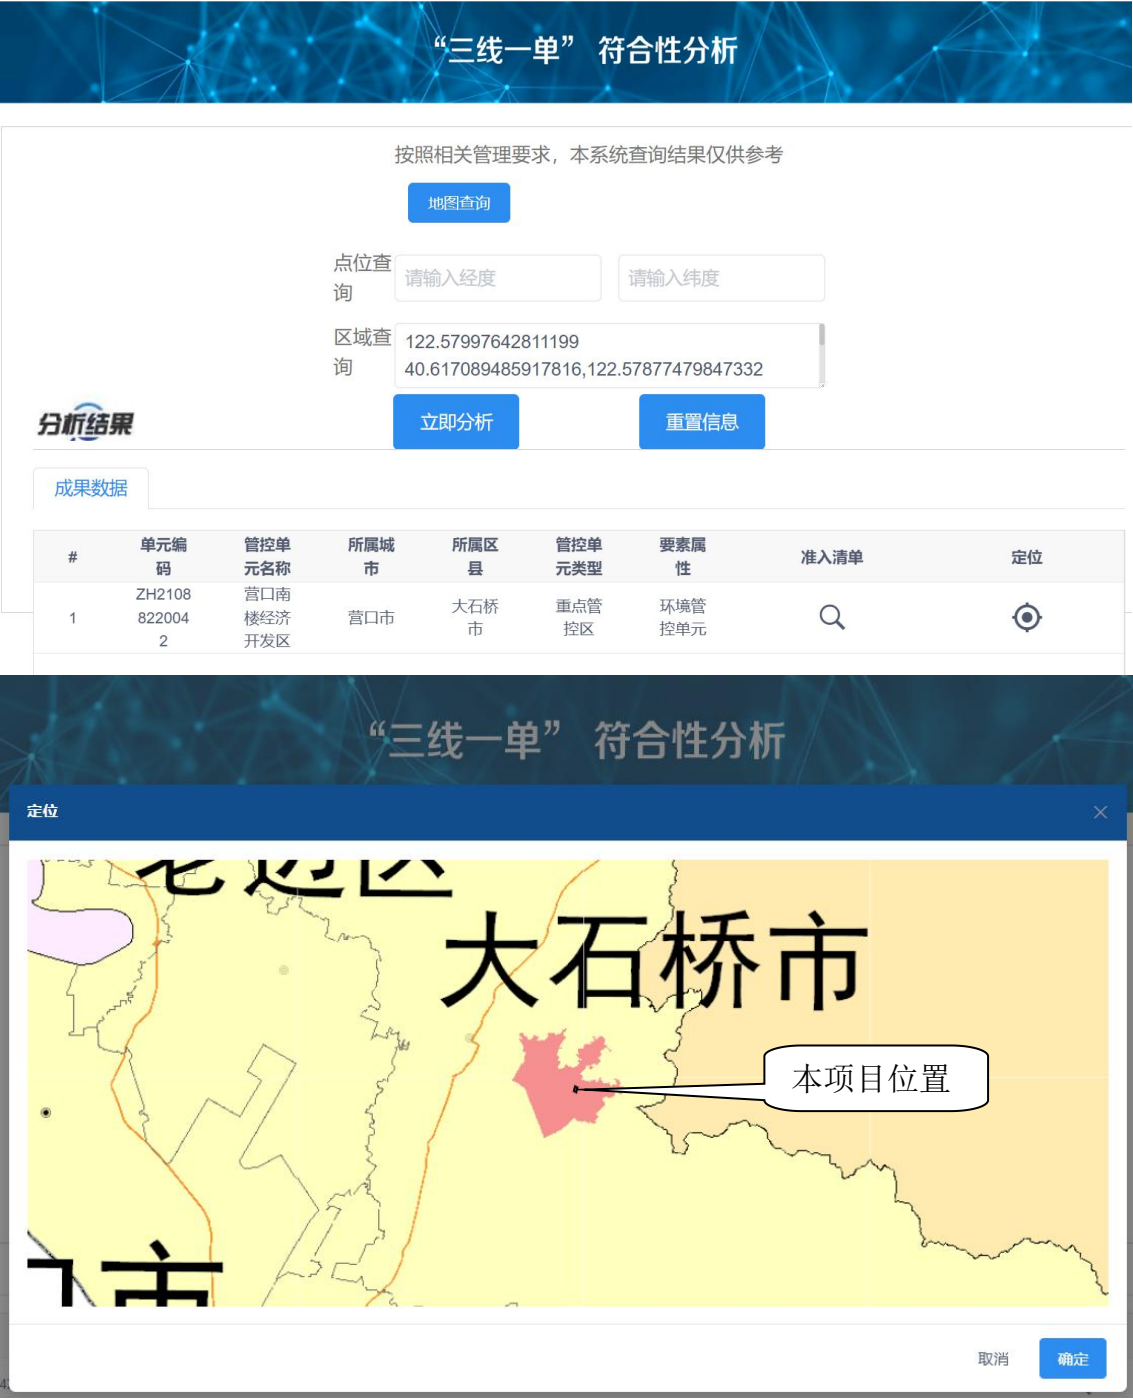 “三线一单” 符合性分析
按照相关管理要求，本系统查询结果仅供参考
地图查询
点位查
询
请输入经度
请输入纬度
区域查
询
122.57997642811199
40.617089485917816,122.57877479847332
分析结果
立即分析
重置信息
成果数据
#
单元编
码
管控单
元名称
所属城
市
所属区
县
管控单
元类型
要素属
性
准入清单
定位
1
ZH2108
822004
2
营口南
楼经济
开发区
营口市
大石桥
市
重点管
控区
环境管
控单元
“三线一单” 符合性分析
定位
老边区
大石桥市
本项目位置
市
取消
确定